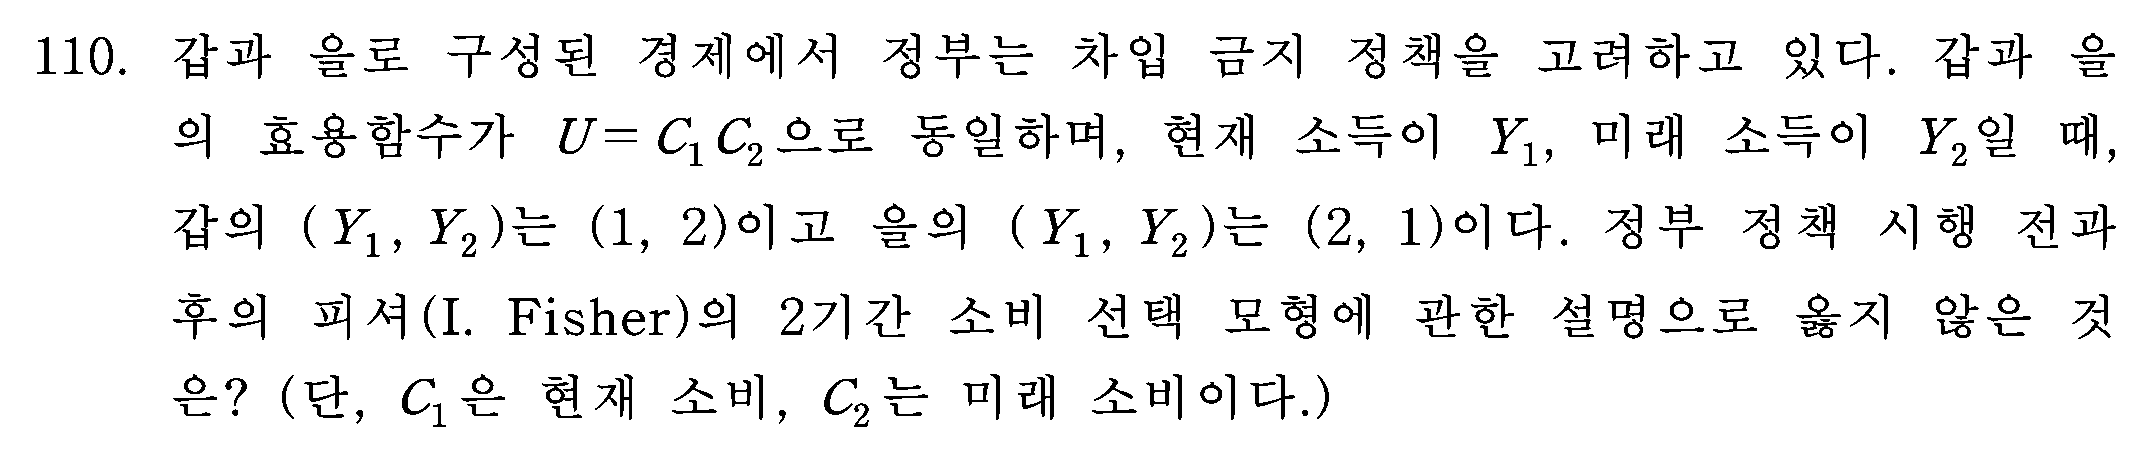 110. 갑과 을로 구성된 경제에서 정부는 차입 금지 정책을 고려하고 있다. 갑과 을
의 효용함수가 U=C₁C₂으로 동일하며, 현재 소득이 Y₁, 미래 소득이 Y₂일 때,
갑의 (Y₁, Y₂)는 (1, 2)이고 을의 (Y₁, Y₂)는 (2, 1)이다. 정부 정책 시행 전과
후의 피셔(I. Fisher)의 2기간 소비 선택 모형에 관한 설명으로 옳지 않은 것
은? (단, C₁은 현재 소비, C₂는 미래 소비이다.)